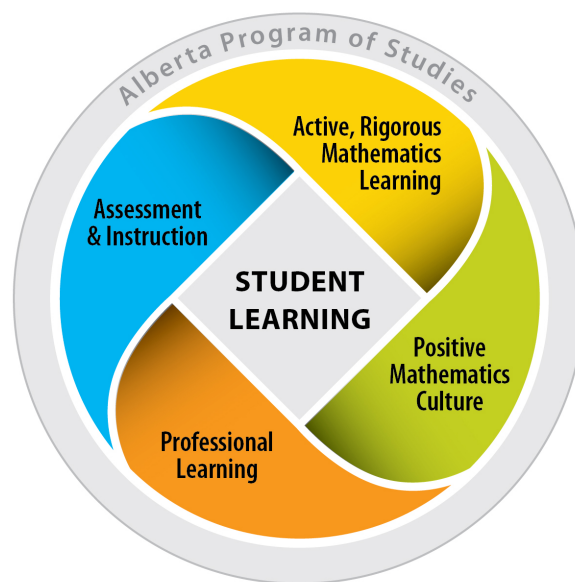 Alberta Program of Studies
Active, Rigorous
Mathematics
Learning
Assessment
& Instruction
STUDENT
LEARNING
Positive
Mathematics
Culture
Professional
Learning